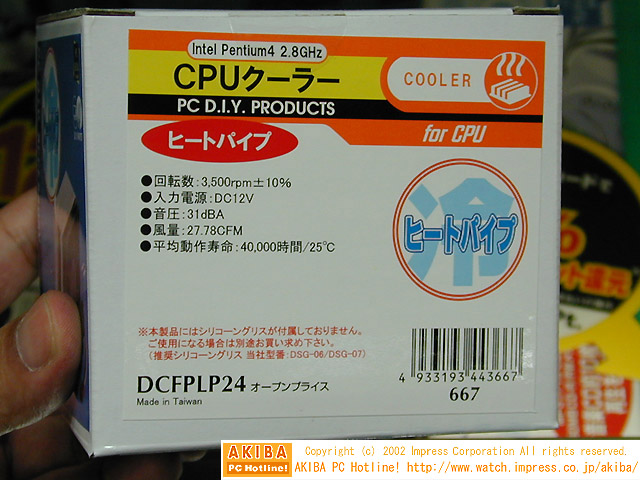 Intel Pentium4 2.8GHz
CPUクーラー
PC D.I.Y. PRODUCTS
COOLER
for CPU
ヒートパイプ
●回転数:3,500rpm±10%
●入力電源:DC12V
●音圧:31dBA
●風量:27.78CFM
●平均動作寿命:40,000時間/25℃
冷
ヒートパイプ
※本製品にはシリコーングリスが付属しておりません。
ご使用になる場合は別途お買い求め下さい。
(推奨シリコーングリス 当社型番:DSG-06/DSG-07)
DCFPLP24 オープンプライス
Made in Taiwan
4 933193 443667
667
%
ット還元
AKIBA
PC Hotline!
Copyright (c) 2002 Impress Corporation All rights reserved.
AKIBA PC Hotline! http://www.watch.impress.co.jp/akiba/